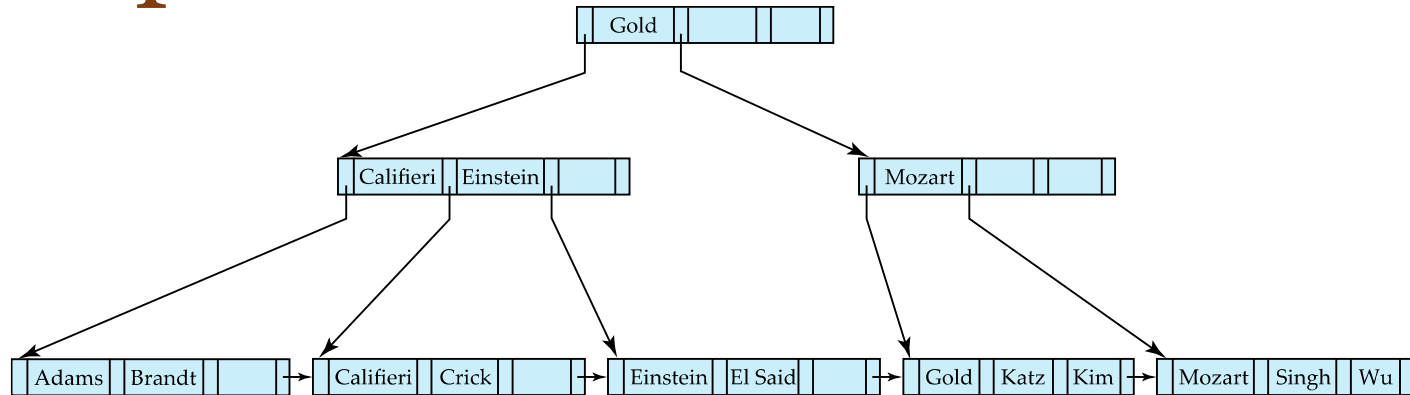 Gold
Califieri Einstein Mozart
Adams Brandt Califieri Crick Einstein El Said Gold Katz Kim Mozart Singh Wu